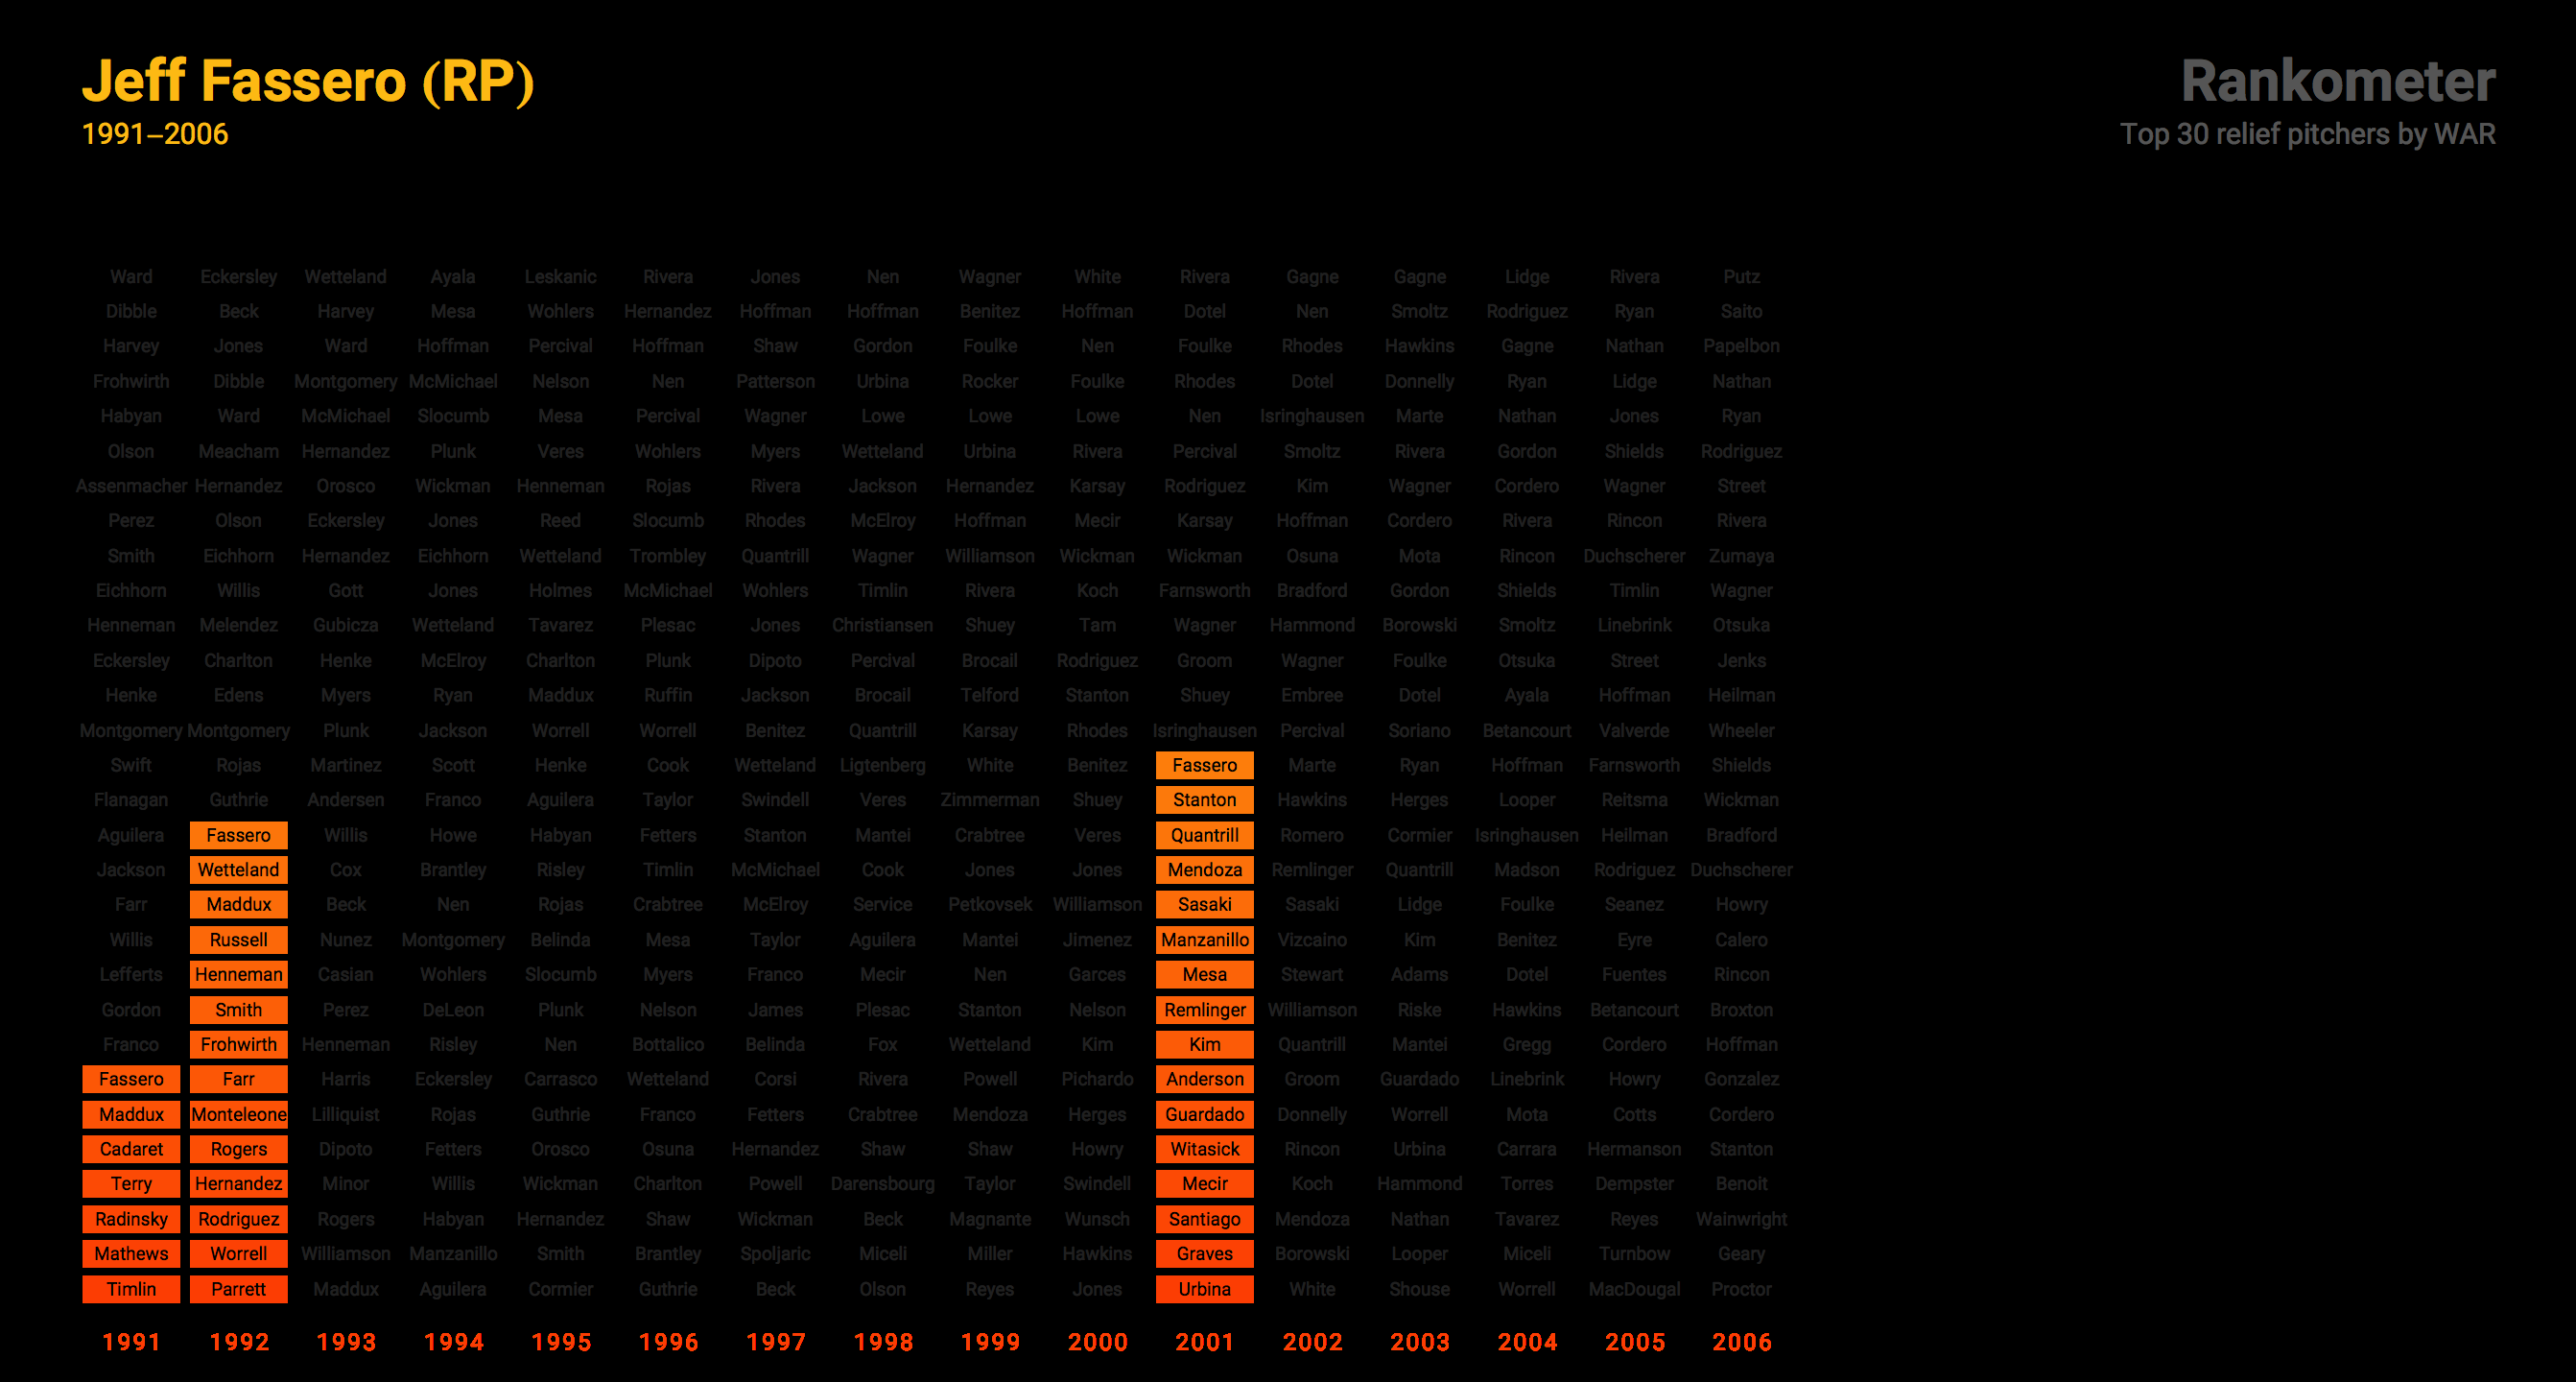 Jeff Fassero (RP)
1991–2006
Rankometer
Top 30 relief pitchers by WAR
Ward Eckersley Wetteland Ayala Leskanic Rivera Jones Nen Wagner White Rivera Gagne Gagne Lidge Rivera Putz
Dibble Beck Harvey Mesa Wohlers Hernandez Hoffman Hoffman Benitez Hoffman Dotel Nen Smoltz Rodriguez Ryan Saito
Harvey Jones Ward Hoffman Percival Hoffman Shaw Gordon Foulke Nen Foulke Rhodes Hawkins Gagne Nathan Papelbon
Frohwirth Dibble Montgomery McMichael Nelson Nen Patterson Urbina Rocker Foulke Rhodes Dotel Donnelly Ryan Lidge Nathan
Habyan Ward McMichael Slocumb Mesa Percival Wagner Lowe Lowe Lowe Nen Isringhausen Marte Nathan Jones Ryan
Olson Meacham Hernandez Plunk Veres Wohlers Myers Wetteland Urbina Rivera Percival Smoltz Rivera Gordon Shields Rodriguez
Assenmacher Hernandez Orosco Wickman Henneman Rojas Rivera Jackson Hernandez Karsay Rodriguez Kim Wagner Cordero Wagner Street
Perez Olson Eckersley Jones Reed Slocumb Rhodes McElroy Hoffman Mecir Karsay Hoffman Cordero Rivera Rincon Rivera
Smith Eichhorn Hernandez Eichhorn Wetteland Trombley Quantrill Wagner Williamson Wickman Wickman Osuna Mota Rincon Duchscherer Zumaya
Eichhorn Willis Gott Jones Holmes McMichael Wohlers Timlin Rivera Koch Farnsworth Bradford Gordon Shields Timlin Wagner
Henneman Melendez Gubicza Wetteland Tavarez Plesac Jones Christiansen Shuey Tam Wagner Hammond Borowski Smoltz Linebrink Otsuka
Eckersley Charlton Henke McElroy Charlton Plunk Dipoto Percival Brocail Rodriguez Groom Wagner Foulke Otsuka Street Jenks
Henke Edens Myers Ryan Maddux Ruffin Jackson Brocail Telford Stanton Shuey Embree Dotel Ayala Hoffman Heilman
Montgomery Montgomery Plunk Jackson Worrell Worrell Benitez Quantrill Karsay Rhodes Isringhausen Percival Soriano Betancourt Valverde Wheeler
Swift Rojas Martinez Scott Henke Cook Wetteland Ligtenberg White Benitez Fassero Marte Ryan Hoffman Farnsworth Shields
Flanagan Guthrie Andersen Franco Aguilera Taylor Swindell Veres Zimmerman Shuey Stanton Hawkins Herges Looper Reitsma Wickman
Aguilera Fassero Willis Howe Habyan Fetters Stanton Mantei Crabtree Veres Quantrill Romero Cormier Isringhausen Heilman Bradford
Jackson Wetteland Cox Brantley Risley Timlin McMichael Cook Jones Jones Mendoza Remlinger Quantrill Madson Rodriguez Duchscherer
Farr Maddux Beck Nen Rojas Crabtree McElroy Service Petkovsek Williamson Sasaki Sasaki Lidge Foulke Seanez Howry
Willis Russell Nunez Montgomery Belinda Mesa Taylor Aguilera Mantei Jimenez Manzanillo Vizcaino Kim Benitez Eyre Calero
Lefferts Henneman Casian Wohlers Slocumb Myers Franco Mecir Nen Garces Mesa Stewart Adams Dotel Fuentes Rincon
Gordon Smith Perez DeLeon Plunk Nelson James Plesac Stanton Nelson Remlinger Williamson Riske Hawkins Betancourt Broxton
Franco Frohwirth Henneman Risley Nen Bottalico Belinda Fox Wetteland Kim Kim Quantrill Mantei Gregg Cordero Hoffman
Fassero Farr Harris Eckersley Carrasco Wetteland Corsi Rivera Powell Pichardo Anderson Groom Guardado Linebrink Howry Gonzalez
Maddux Monteleone Lilliquist Rojas Guthrie Franco Fetters Crabtree Mendoza Herges Guardado Donnelly Worrell Mota Cotts Cordero
Cadaret Rogers Dipoto Fetters Orosco Osuna Hernandez Shaw Shaw Howry Witasick Rincon Urbina Carrara Hermanson Stanton
Terry Hernandez Minor Willis Wickman Charlton Powell Darensbourg Taylor Swindell Mecir Koch Hammond Torres Dempster Benoit
Radinsky Rodriguez Rogers Habyan Hernandez Shaw Wickman Beck Magnante Wunsch Santiago Mendoza Nathan Tavarez Reyes Wainwright
Mathews Worrell Williamson Manzanillo Smith Brantley Spoljaric Miceli Miller Hawkins Graves Borowski Looper Miceli Turnbow Geary
Timlin Parrett Maddux Aguilera Cormier Guthrie Beck Olson Reyes Jones Urbina White Shouse Worrell MacDougal Proctor
1991 1992 1993 1994 1995 1996 1997 1998 1999 2000 2001 2002 2003 2004 2005 2006